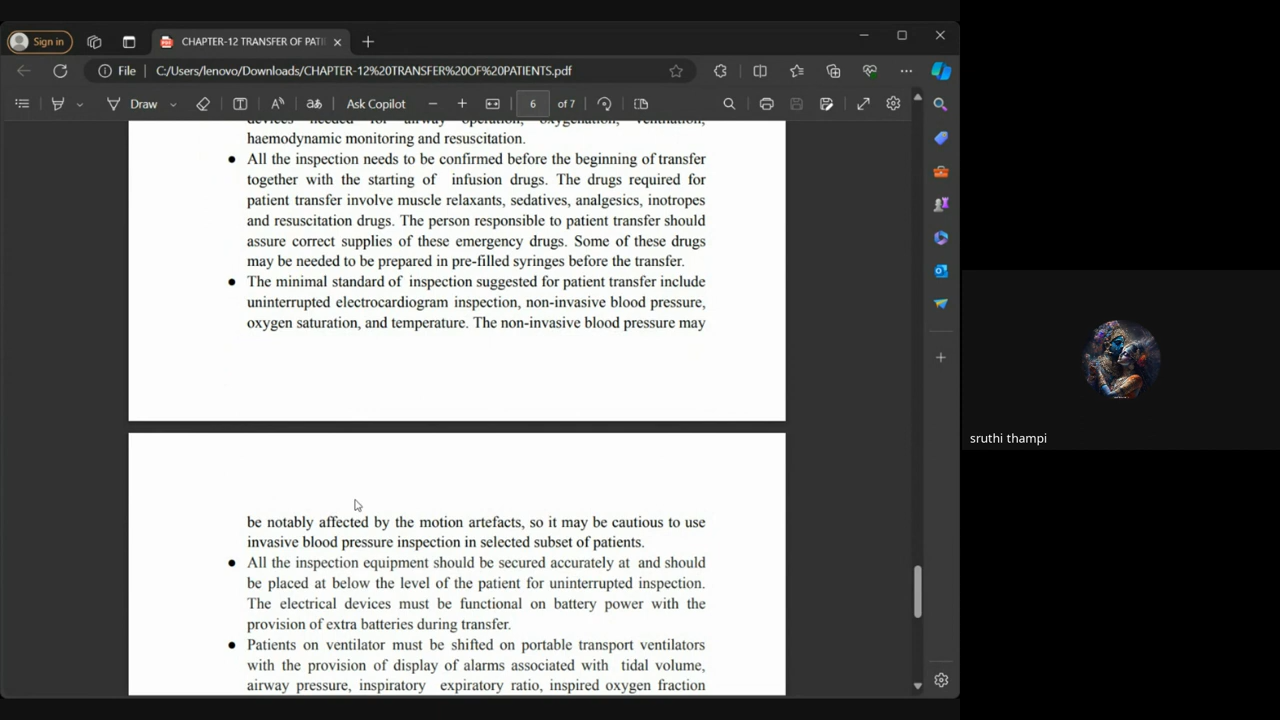 Sign in
CHAPTER-12 TRANSFER OF PATI
File
C:/Users/lenovo/Downloads/CHAPTER-12%20TRANSFER%20OF%20PATIENTS.pdf
Draw
Ask Copilot
6
of 7
devices needed for airway operation, oxygenation, ventilation,
haemodynamic monitoring and resuscitation.
● All the inspection needs to be confirmed before the beginning of transfer
together with the starting of infusion drugs. The drugs required for
patient transfer involve muscle relaxants, sedatives, analgesics, inotropes
and resuscitation drugs. The person responsible to patient transfer should
assure correct supplies of these emergency drugs. Some of these drugs
may be needed to be prepared in pre-filled syringes before the transfer.
● The minimal standard of inspection suggested for patient transfer include
uninterrupted electrocardiogram inspection, non-invasive blood pressure,
oxygen saturation, and temperature. The non-invasive blood pressure may
be notably affected by the motion artefacts, so it may be cautious to use
invasive blood pressure inspection in selected subset of patients.
● All the inspection equipment should be secured accurately at and should
be placed at below the level of the patient for uninterrupted inspection.
The electrical devices must be functional on battery power with the
provision of extra batteries during transfer.
● Patients on ventilator must be shifted on portable transport ventilators
with the provision of display of alarms associated with tidal volume,
airway pressure, inspiratory expiratory ratio, inspired oxygen fraction
sruthi thampi